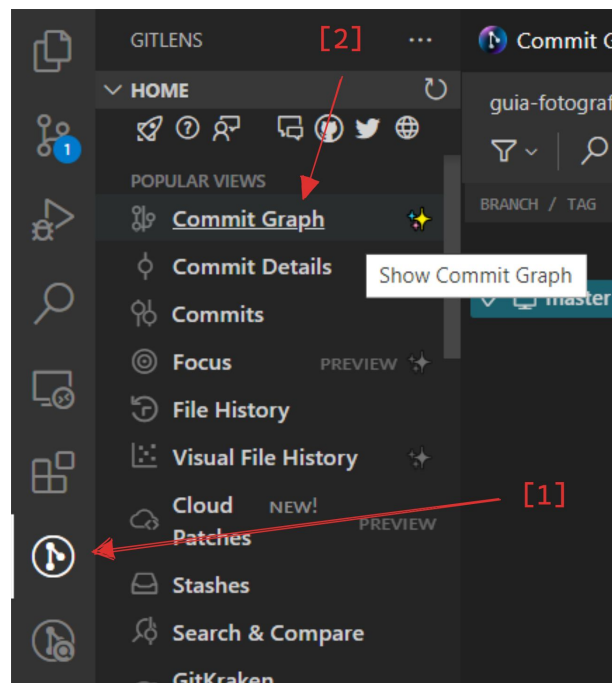 GITLENS
[2]
...
Commit G
HOME
guia-fotograf
POPULAR VIEWS
BRANCH / TAG
Commit Graph
Commit Details
Show Commit Graph
master
Commits
Focus PREVIEW
File History
Visual File History
[1]
Cloud NEW!
Patches PREVIEW
Stashes
Search & Compare
GitKraken
1